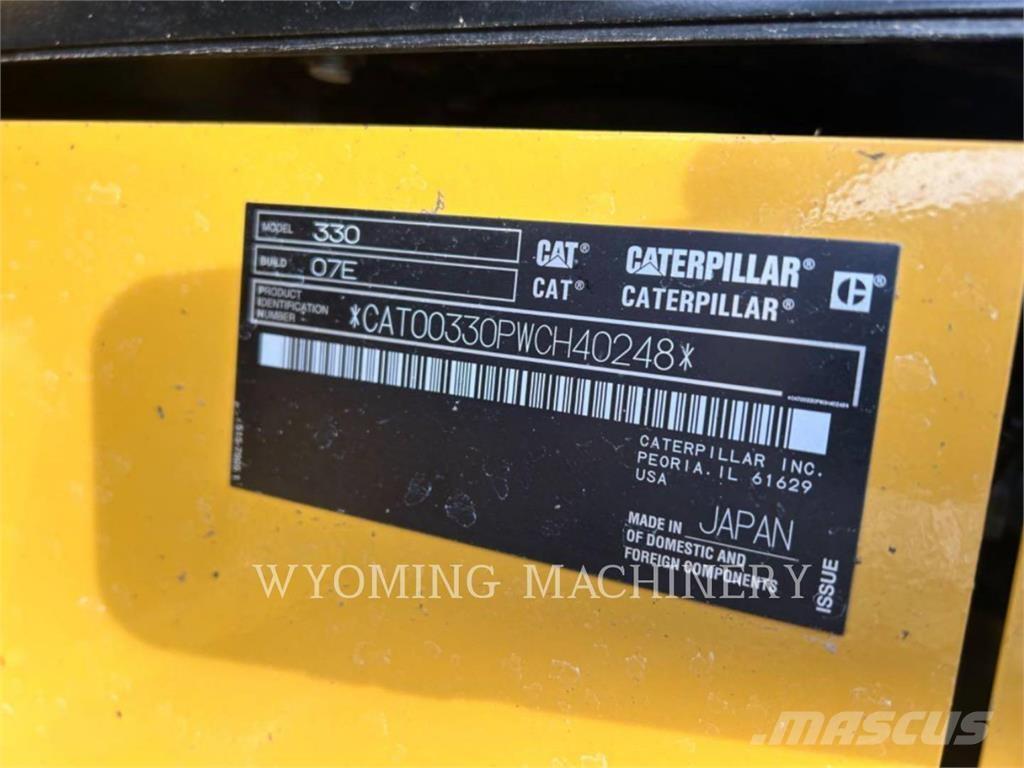 MODEL 330
BUILD 07E
CAT® CATERPILLAR®
CAT® CATERPILLAR®
PRODUCT
IDENTIFICATION
NUMBER
*CAT00330PWCH40248*
CATERPILLAR INC.
PEORIA, IL 61629
USA
MADE IN JAPAN
OF DOMESTIC AND
FOREIGN COMPONENTS
ISSUE
WYOMING MACHINERY
MASCUS